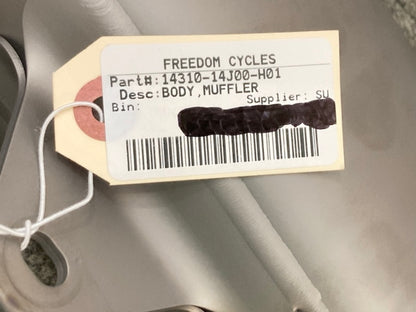 FREEDOM CYCLES
Part#:14310-14J00-H01
Desc:BODY,MUFFLER
Supplier: SU
Bin: